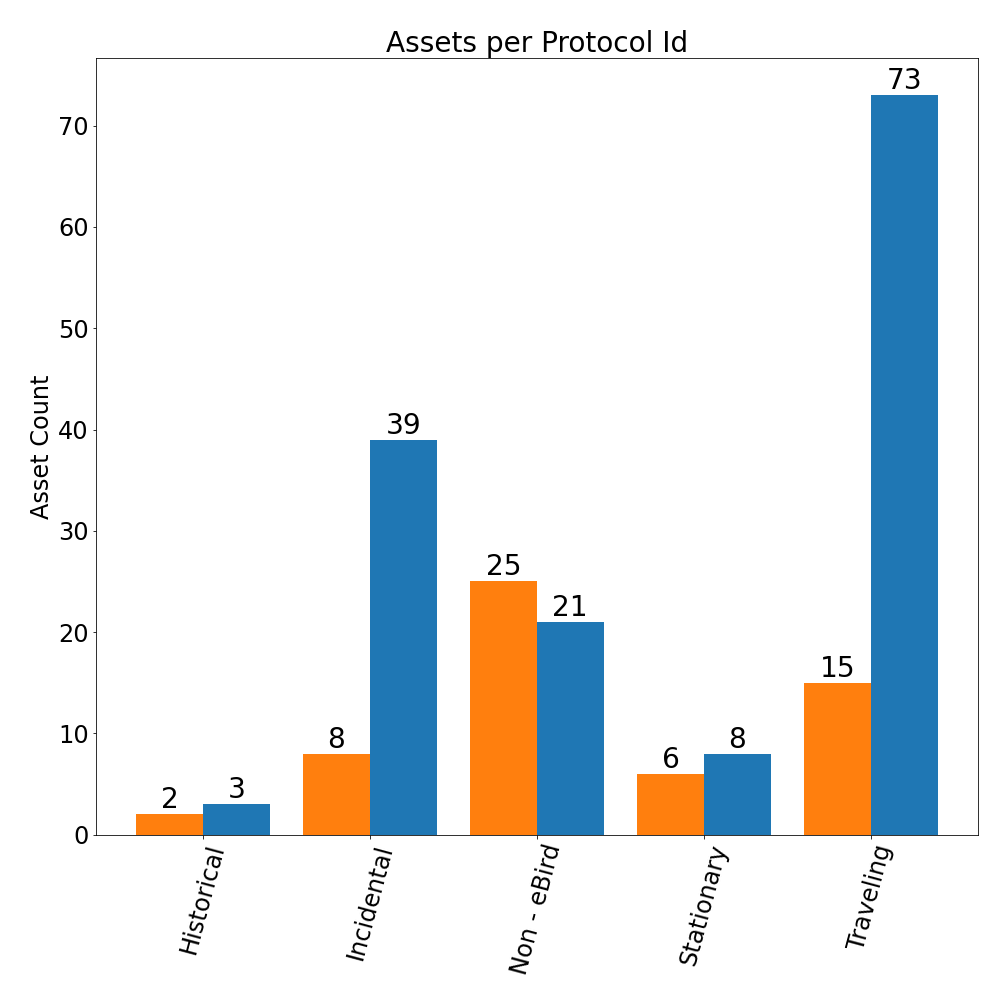 Assets per Protocol Id
Asset Count
70
60
50
40
30
20
10
0
2
3
8
39
25
21
6
8
15
73
Historical
Incidental
Non - eBird
Stationary
Traveling